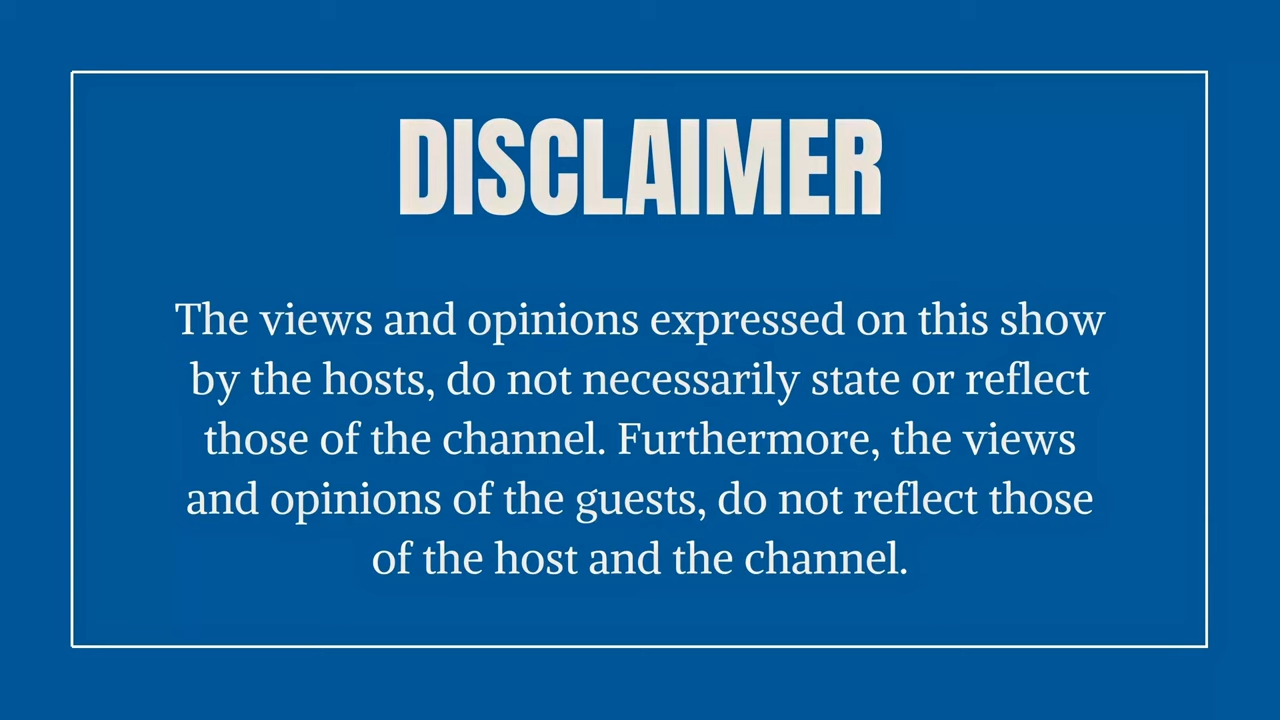 DISCLAIMER
The views and opinions expressed on this show
by the hosts, do not necessarily state or reflect
those of the channel. Furthermore, the views
and opinions of the guests, do not reflect those
of the host and the channel.